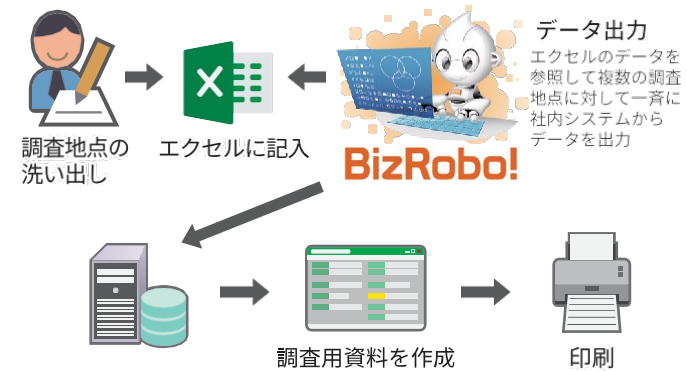 調査地点の
洗い出し
X
エクセルに記入
BizRobo!
データ出力
エクセルのデータを
参照して複数の調査
地点に対して一斉に
社内システムから
データを出力
調査用資料を作成
印刷